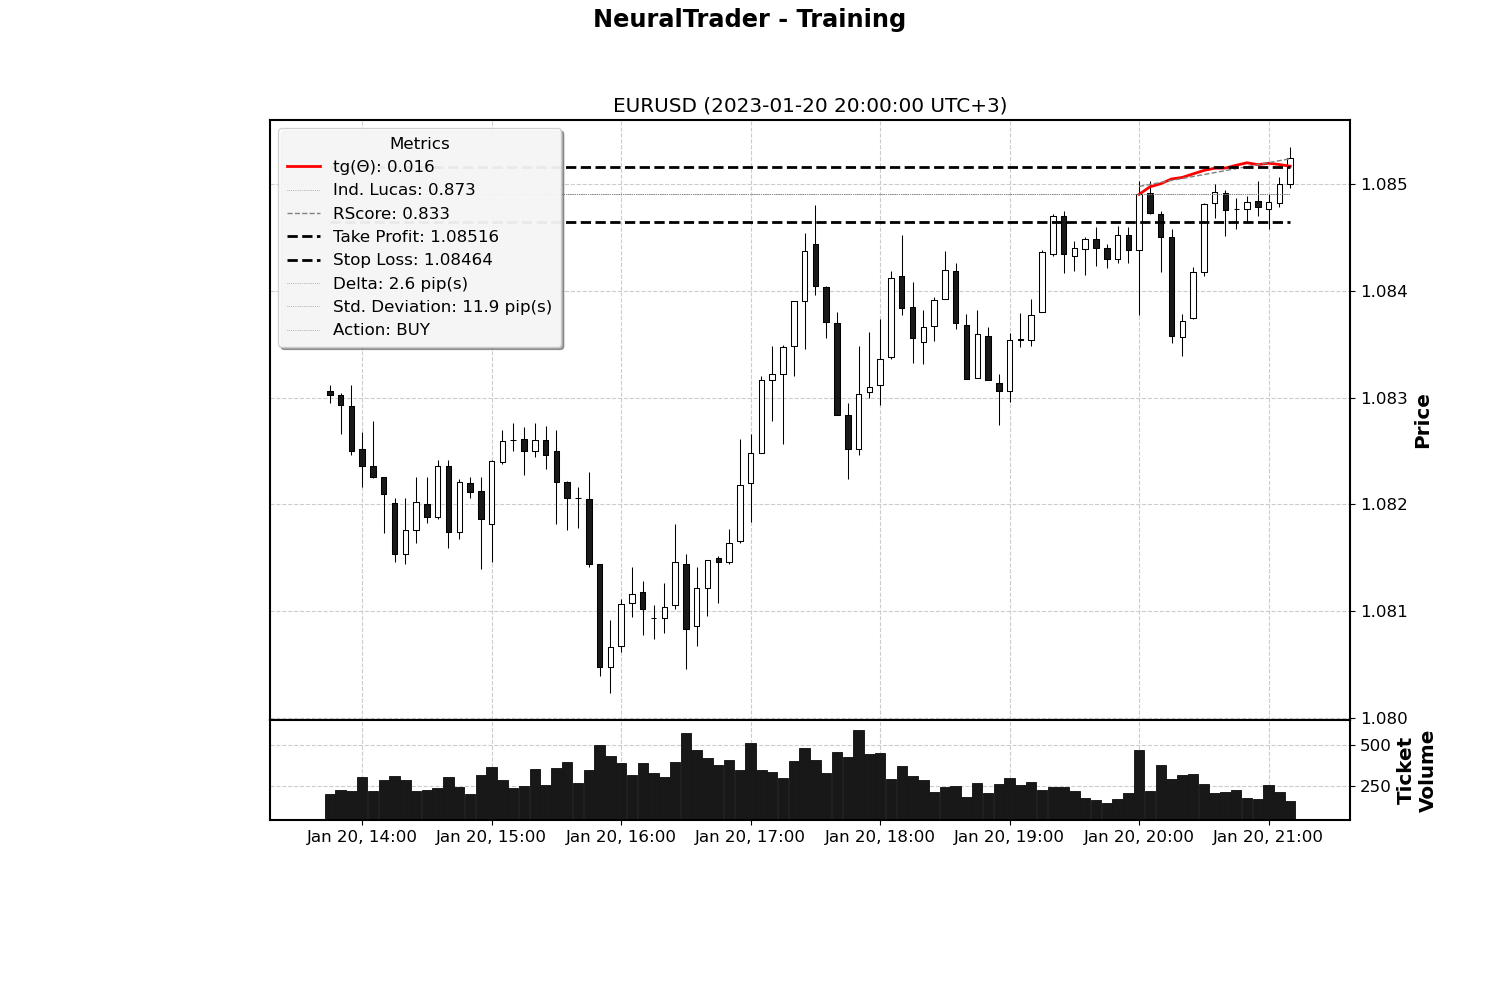 NeuralTrader - Training
EURUSD (2023-01-20 20:00:00 UTC+3)
Metrics
tg(Θ): 0.016
Ind. Lucas: 0.873
RScore: 0.833
Take Profit: 1.08516
Stop Loss: 1.08464
Delta: 2.6 pip(s)
Std. Deviation: 11.9 pip(s)
Action: BUY
1.085
1.084
1.083
1.082
1.081
1.080
Price
500
250
Ticket
Volume
Jan 20, 14:00 Jan 20, 15:00 Jan 20, 16:00 Jan 20, 17:00 Jan 20, 18:00 Jan 20, 19:00 Jan 20, 20:00 Jan 20, 21:00